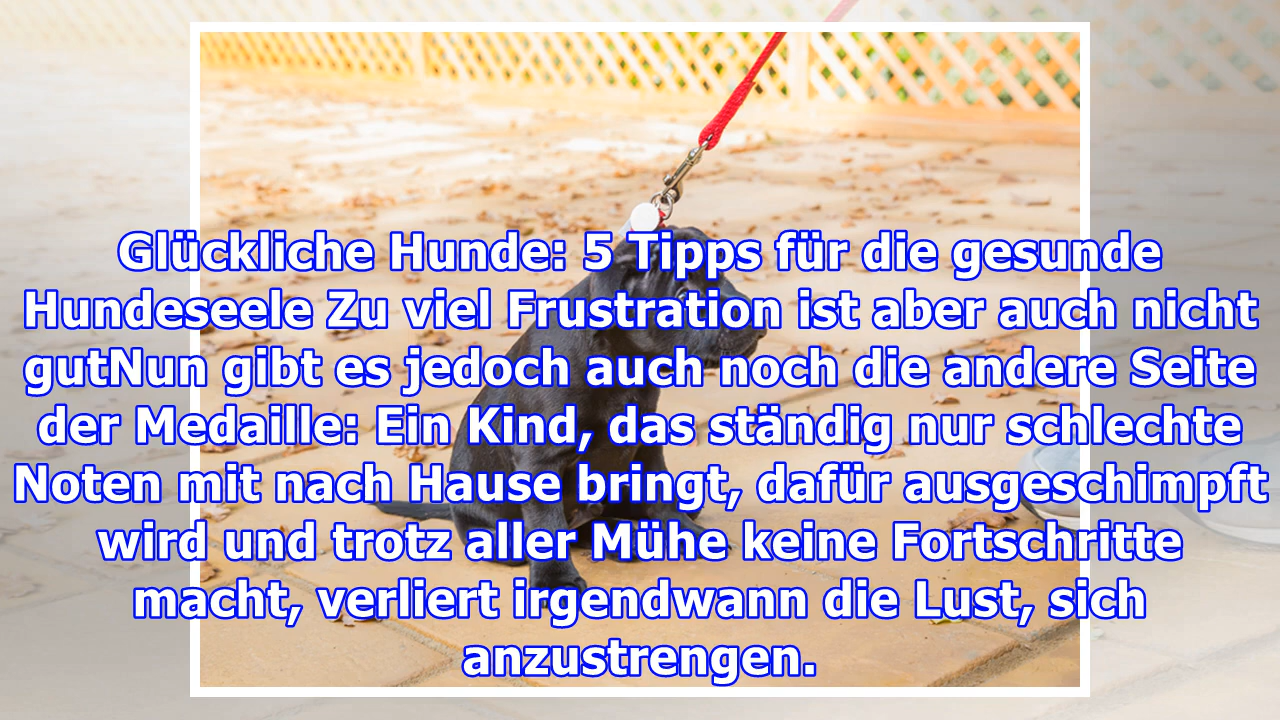 Glückliche Hunde: 5 Tipps für die gesunde
Hundeseele Zu viel Frustration ist aber auch nicht
gutNun gibt es jedoch auch noch die andere Seite
der Medaille: Ein Kind, das ständig nur schlechte
Noten mit nach Hause bringt, dafür ausgeschimpft
wird und trotz aller Mühe keine Fortschritte
macht, verliert irgendwann die Lust, sich
anzustrengen.